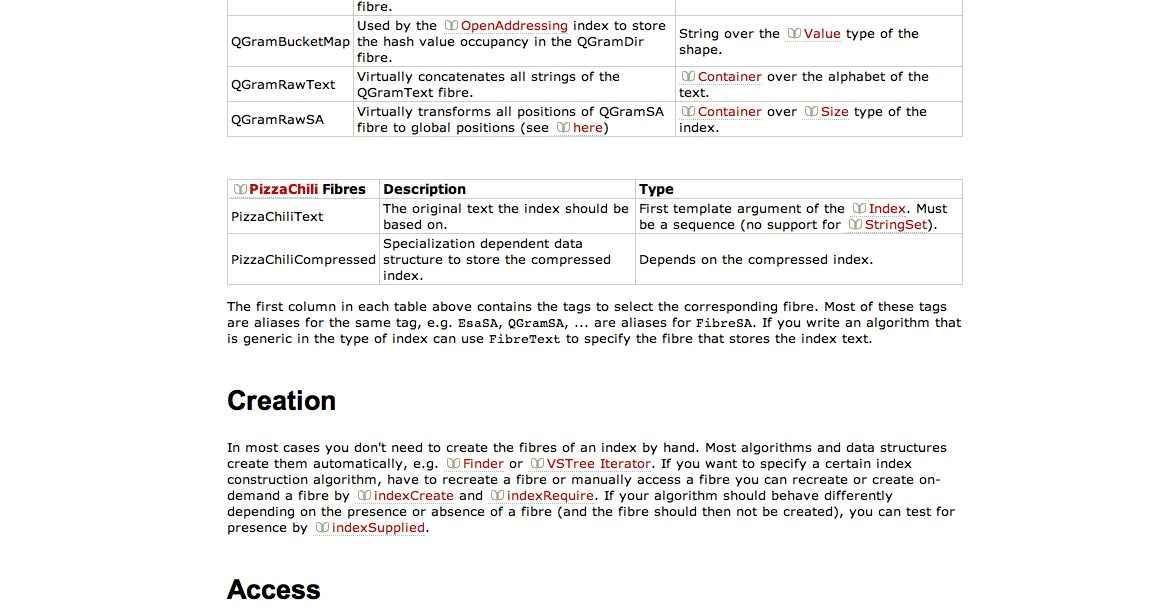 fibre.
QGramBucketMap
Used by the OpenAddressing index to store
the hash value occupancy in the QGramDir
fibre.
String over the Value type of the
shape.
QGramRawText
Virtually concatenates all strings of the
QGramText fibre.
Container over the alphabet of the
text.
QGramRawSA
Virtually transforms all positions of QGramSA
fibre to global positions (see here)
Container over Size type of the
index.
PizzaChili Fibres
Description
Type
PizzaChiliText
The original text the index should be
based on.
First template argument of the Index. Must
be a sequence (no support for StringSet).
PizzaChiliCompressed
Specialization dependent data
structure to store the compressed
index.
Depends on the compressed index.
The first column in each table above contains the tags to select the corresponding fibre. Most of these tags
are aliases for the same tag, e.g. EsaSA, QGramSA, ... are aliases for FibreSA. If you write an algorithm that
is generic in the type of index can use FibreText to specify the fibre that stores the index text.
Creation
In most cases you don't need to create the fibres of an index by hand. Most algorithms and data structures
create them automatically, e.g. Finder or VSTree Iterator. If you want to specify a certain index
construction algorithm, have to recreate a fibre or manually access a fibre you can recreate or create on-
demand a fibre by indexCreate and indexRequire. If your algorithm should behave differently
depending on the presence or absence of a fibre (and the fibre should then not be created), you can test for
presence by indexSupplied.
Access